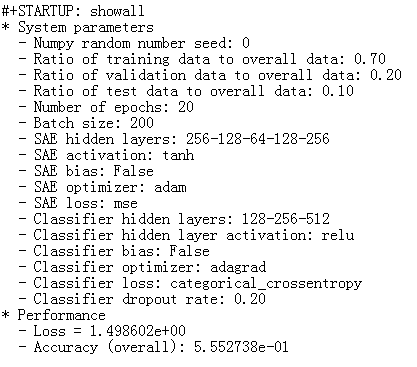 #+STARTUP: showall
* System parameters
- Numpy random number seed: 0
- Ratio of training data to overall data: 0.70
- Ratio of validation data to overall data: 0.20
- Ratio of test data to overall data: 0.10
- Number of epochs: 20
- Batch size: 200
- SAE hidden layers: 256-128-64-128-256
- SAE activation: tanh
- SAE bias: False
- SAE optimizer: adam
- SAE loss: mse
- Classifier hidden layers: 128-256-512
- Classifier hidden layer activation: relu
- Classifier bias: False
- Classifier optimizer: adagrad
- Classifier loss: categorical_crossentropy
- Classifier dropout rate: 0.20
* Performance
- Loss = 1.498602e+00
- Accuracy (overall): 5.552738e-01